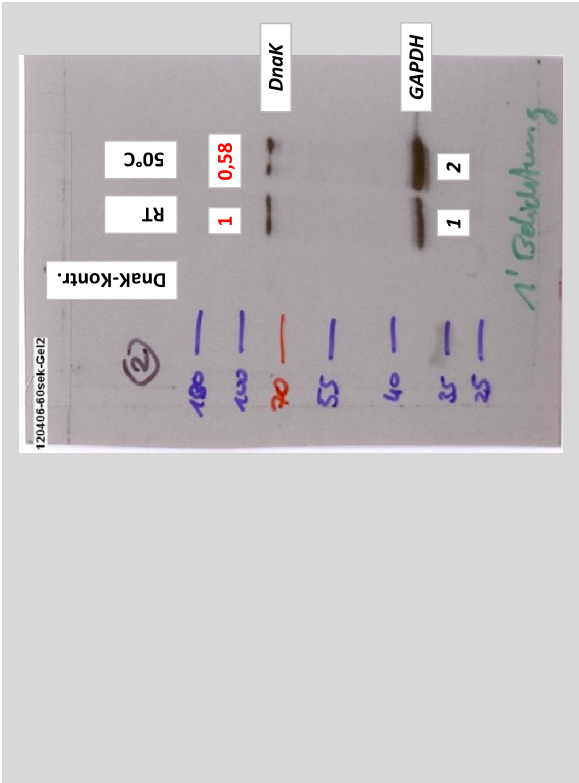 120406-60sek-Gel2
2
180
100
70
55
40
35
25
DnaK-Kontr.
RT
50°C
1
0,58
DnaK
GAPDH
1
2
1' Belichtung